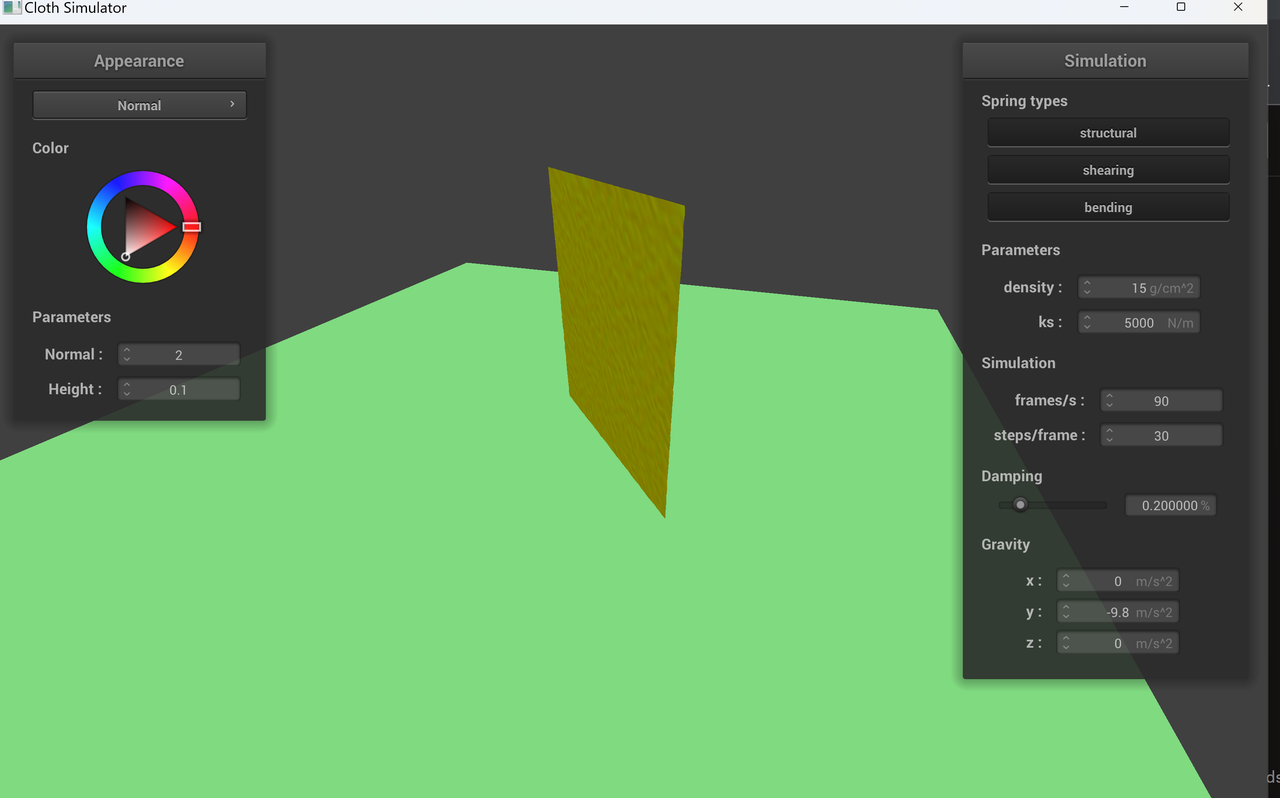 Cloth Simulator
Appearance
Normal
Color
Parameters
Normal : 2
Height : 0.1
Simulation
Spring types
structural
shearing
bending
Parameters
density : 15 g/cm^2
ks : 5000 N/m
Simulation
frames/s : 90
steps/frame : 30
Damping
0.200000 %
Gravity
x : 0 m/s^2
y : -9.8 m/s^2
z : 0 m/s^2
ds